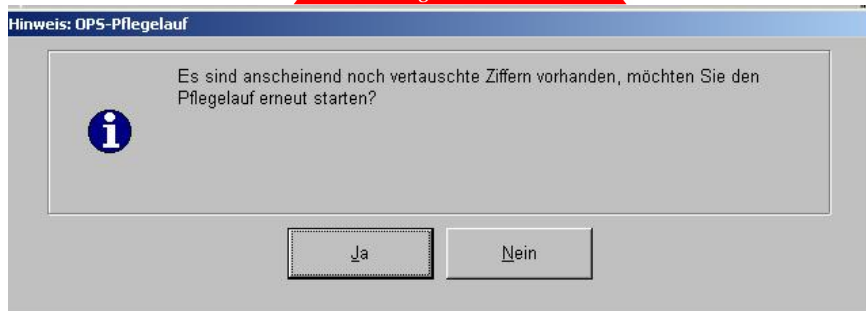 Hinweis: OPS-Pflegelauf
Es sind anscheinend noch vertauschte Ziffern vorhanden, möchten Sie den
Pflegelauf erneut starten?
Ja
Nein